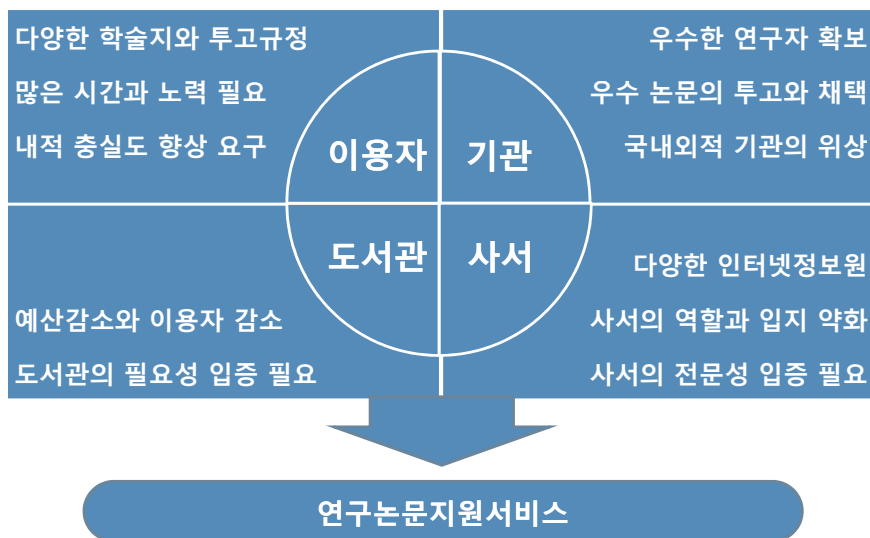 다양한 학술지와 투고규정
많은 시간과 노력 필요
내적 충실도 향상 요구
이용자
우수한 연구자 확보
우수 논문의 투고와 채택
국내외적 기관의 위상
기관
도서관
예산감소와 이용자 감소
도서관의 필요성 입증 필요
사서
다양한 인터넷정보원
사서의 역할과 입지 약화
사서의 전문성 입증 필요
연구논문지원서비스